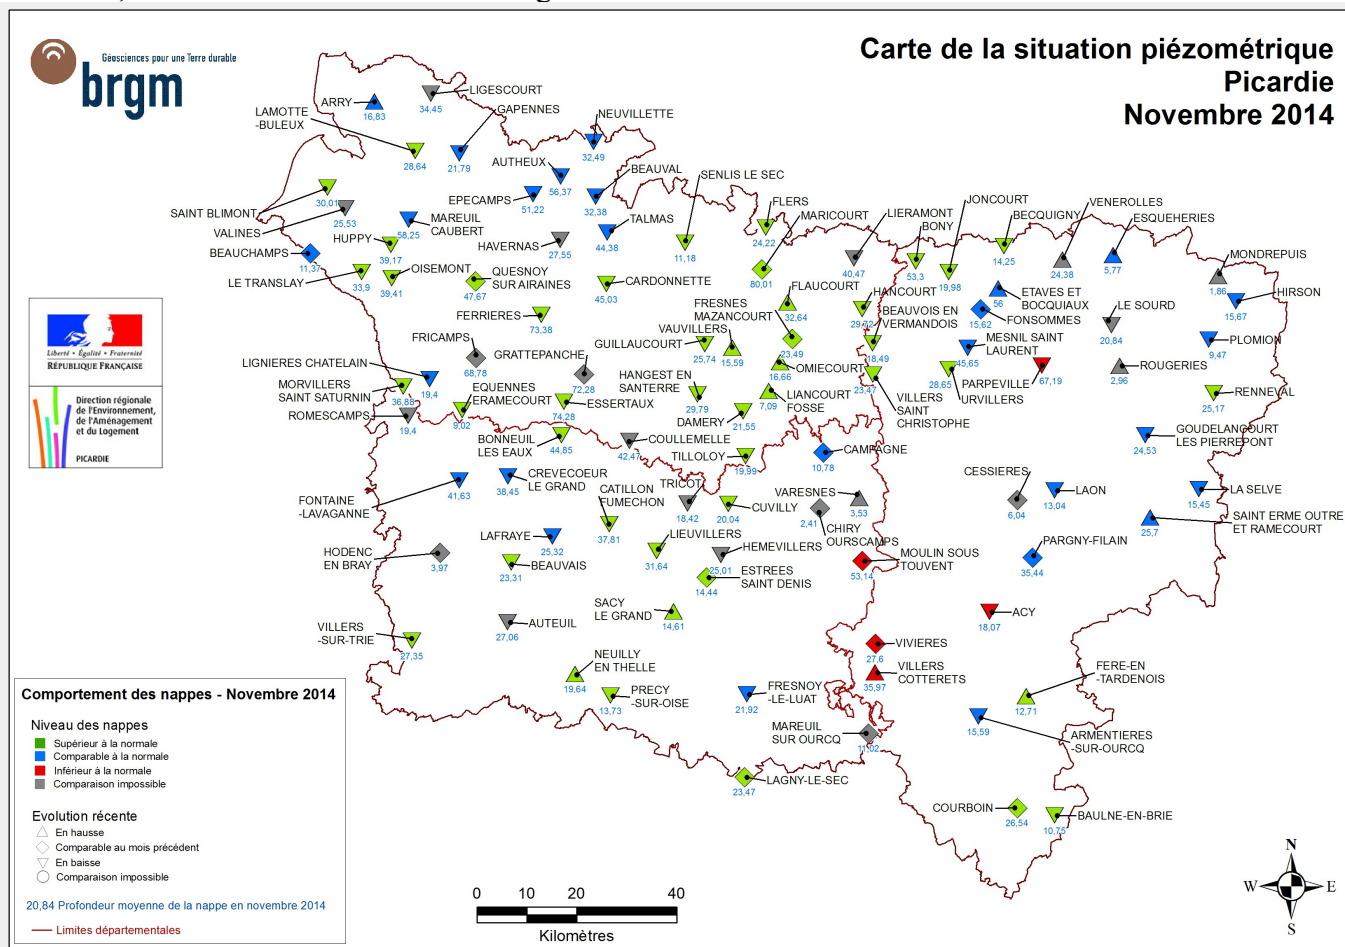 Géosciences pour une Terre durable
brgm
Carte de la situation piézométrique
Picardie
Novembre 2014
ARRY
16,83
LIGESCOURT
34,45
LAMOTTE
-BULEUX
28,64
GAPENNES
21,79
NEUVILLETTE
32,49
AUTHEUX
56,37
EPECAMPS
51,22
BEAUVAL
32,38
SENLIS LE SEC
11,18
FLERS
24,22
MARICOURT
80,01
LIERAMONT
40,47
BONY
53,3
JONCOURT
19,98
BECQUIGNY
14,25
VENEROLLES
24,38
ESQUEHERIES
5,77
MONDREPUIS
1,86
HIRSON
15,67
SAINT BLIMONT
30,01
VALINES
25,53
MAREUIL
CAUBERT
58,25
TALMAS
44,38
HAVERNAS
27,55
HUPPY
39,17
BEAUCHAMPS
11,37
LE TRANSLAY
33,9
OISEMONT
39,41
QUESNOY
SUR AIRAINES
47,67
CARDONNETTE
45,03
FLAUCOURT
32,64
HANCOURT
29,72
ETAVES ET
BOCQUIAUX
56
FONSOMMES
15,62
LE SOURD
20,84
PLOMION
9,47
FERRIERES
73,38
FRESNES
MAZANCOURT
23,49
VAUVILLERS
15,59
GUILLAUCOURT
25,74
BEAUVOIS EN
VERMANDOIS
18,49
MESNIL SAINT
LAURENT
45,65
FRICAMPS
68,78
GRATTEPANCHE
72,28
OMIECOURT
16,66
URVILLERS
28,65
PARPEVILLE
67,19
ROUGERIES
2,96
RENNEVAL
25,17
LIGNIERES CHATELAIN
19,4
MORVILLERS
SAINT SATURNIN
36,88
ROMESCAMPS
19,4
EQUENNES
ERAMECOURT
9,02
ESSERTAUX
74,28
HANGEST EN
SANTERRE
29,79
LIANCOURT
FOSSE
7,09
VILLERS
SAINT
CHRISTOPHE
23,47
DAMERY
21,55
BONNEUIL
LES EAUX
44,85
COULLEMELLE
42,47
TILLOLOY
19,99
CAMPAGNE
10,78
GOUDELANCOURT
LES PIERREPONT
24,53
FONTAINE
-LAVAGANNE
41,63
CREVECOEUR
LE GRAND
38,45
CATILLON
FUMECHON
37,81
TRICOT
18,42
CUVILLY
20,04
VARESNES
3,53
CHIRY
OURSCAMPS
2,41
CESSIERES
6,04
LAON
13,04
LA SELVE
15,45
SAINT ERME OUTRE
ET RAMECOURT
25,7
LAFRAYE
25,32
LIEUVILLERS
31,64
HEMEVILLERS
25,01
HODENC
EN BRAY
3,97
BEAUVAIS
23,31
ESTREES
SAINT DENIS
14,44
MOULIN SOUS
TOUVENT
53,14
PARGNY-FILAIN
35,44
SACY
LE GRAND
14,61
AUTEUIL
27,06
ACY
18,07
VILLERS
-SUR-TRIE
27,35
VIVIERES
27,6
VILLERS
COTTERETS
35,97
NEUILLY
EN THELLE
19,64
PRECY
-SUR-OISE
13,73
FRESNOY
-LE-LUAT
21,92
FERE-EN
-TARDENOIS
12,71
MAREUIL
SUR OURCQ
11,02
ARMENTIERES
-SUR-OURCQ
15,59
LAGNY-LE-SEC
23,47
COURBOIN
26,54
BAULNE-EN-BRIE
10,75
Liberté • Égalité • Fraternité
RÉPUBLIQUE FRANÇAISE
Direction régionale
de l'Environnement,
de l'Aménagement
et du Logement
PICARDIE
Comportement des nappes - Novembre 2014
Niveau des nappes
Supérieur à la normale
Comparable à la normale
Inférieur à la normale
Comparaison impossible
Evolution récente
En hausse
Comparable au mois précédent
En baisse
Comparaison impossible
20,84 Profondeur moyenne de la nappe en novembre 2014
Limites départementales
0 10 20 40
Kilomètres
N
W E
S